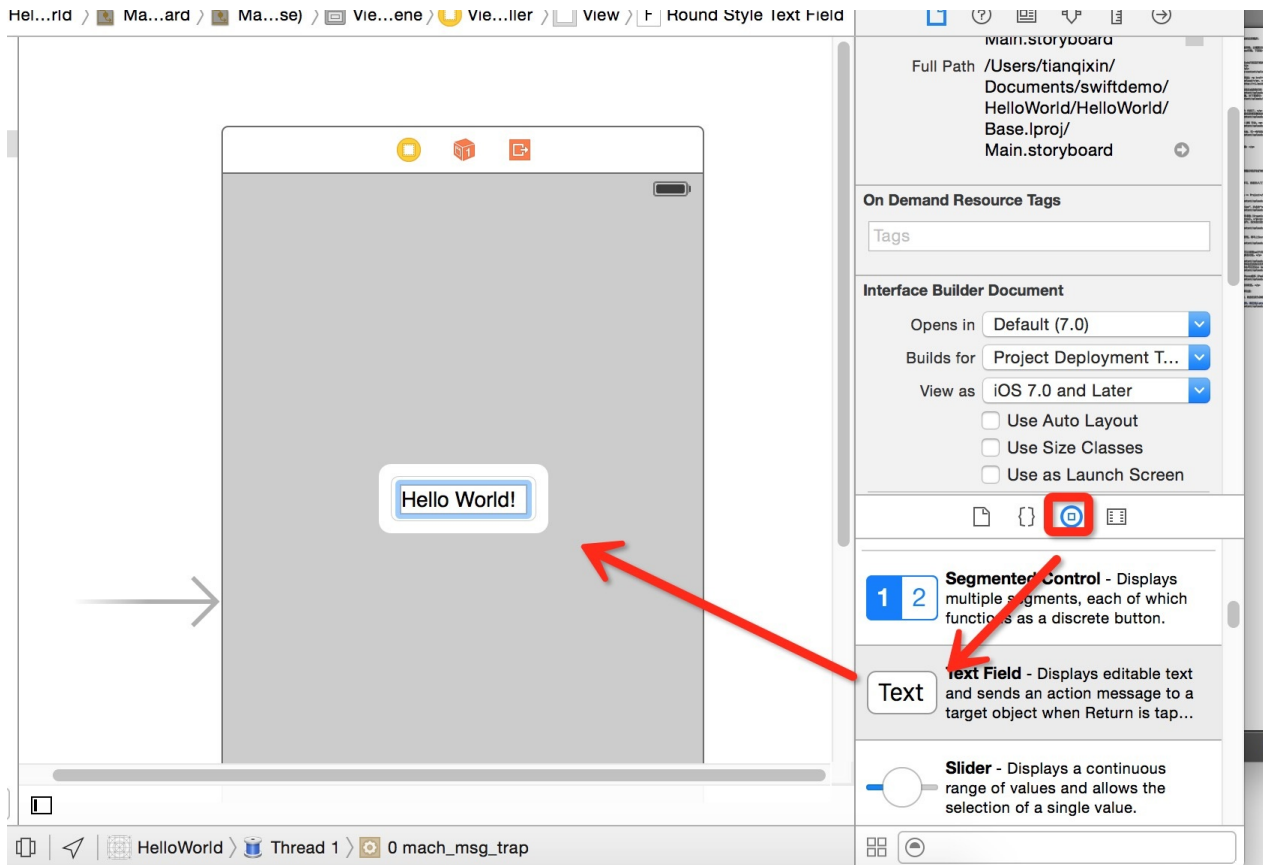 Hel...rld 〉 Ma...ard 〉 Ma...se) 〉 Vie...ene 〉 Vie...ller 〉 View 〉 F Round Style Text Field
Main.storyboard
Full Path /Users/tianqixin/
Documents/swiftdemo/
HelloWorld/HelloWorld/
Base.lproj/
Main.storyboard
On Demand Resource Tags
Tags
Interface Builder Document
Opens in Default (7.0)
Builds for Project Deployment T...
View as iOS 7.0 and Later
Use Auto Layout
Use Size Classes
Use as Launch Screen
Hello World!
{}
1 2 Segmented Control - Displays
multiple segments, each of which
functions as a discrete button.
Text Text Field - Displays editable text
and sends an action message to a
target object when Return is tap...
Slider - Displays a continuous
range of values and allows the
selection of a single value.
HelloWorld 〉 Thread 1 〉 0 mach_msg_trap